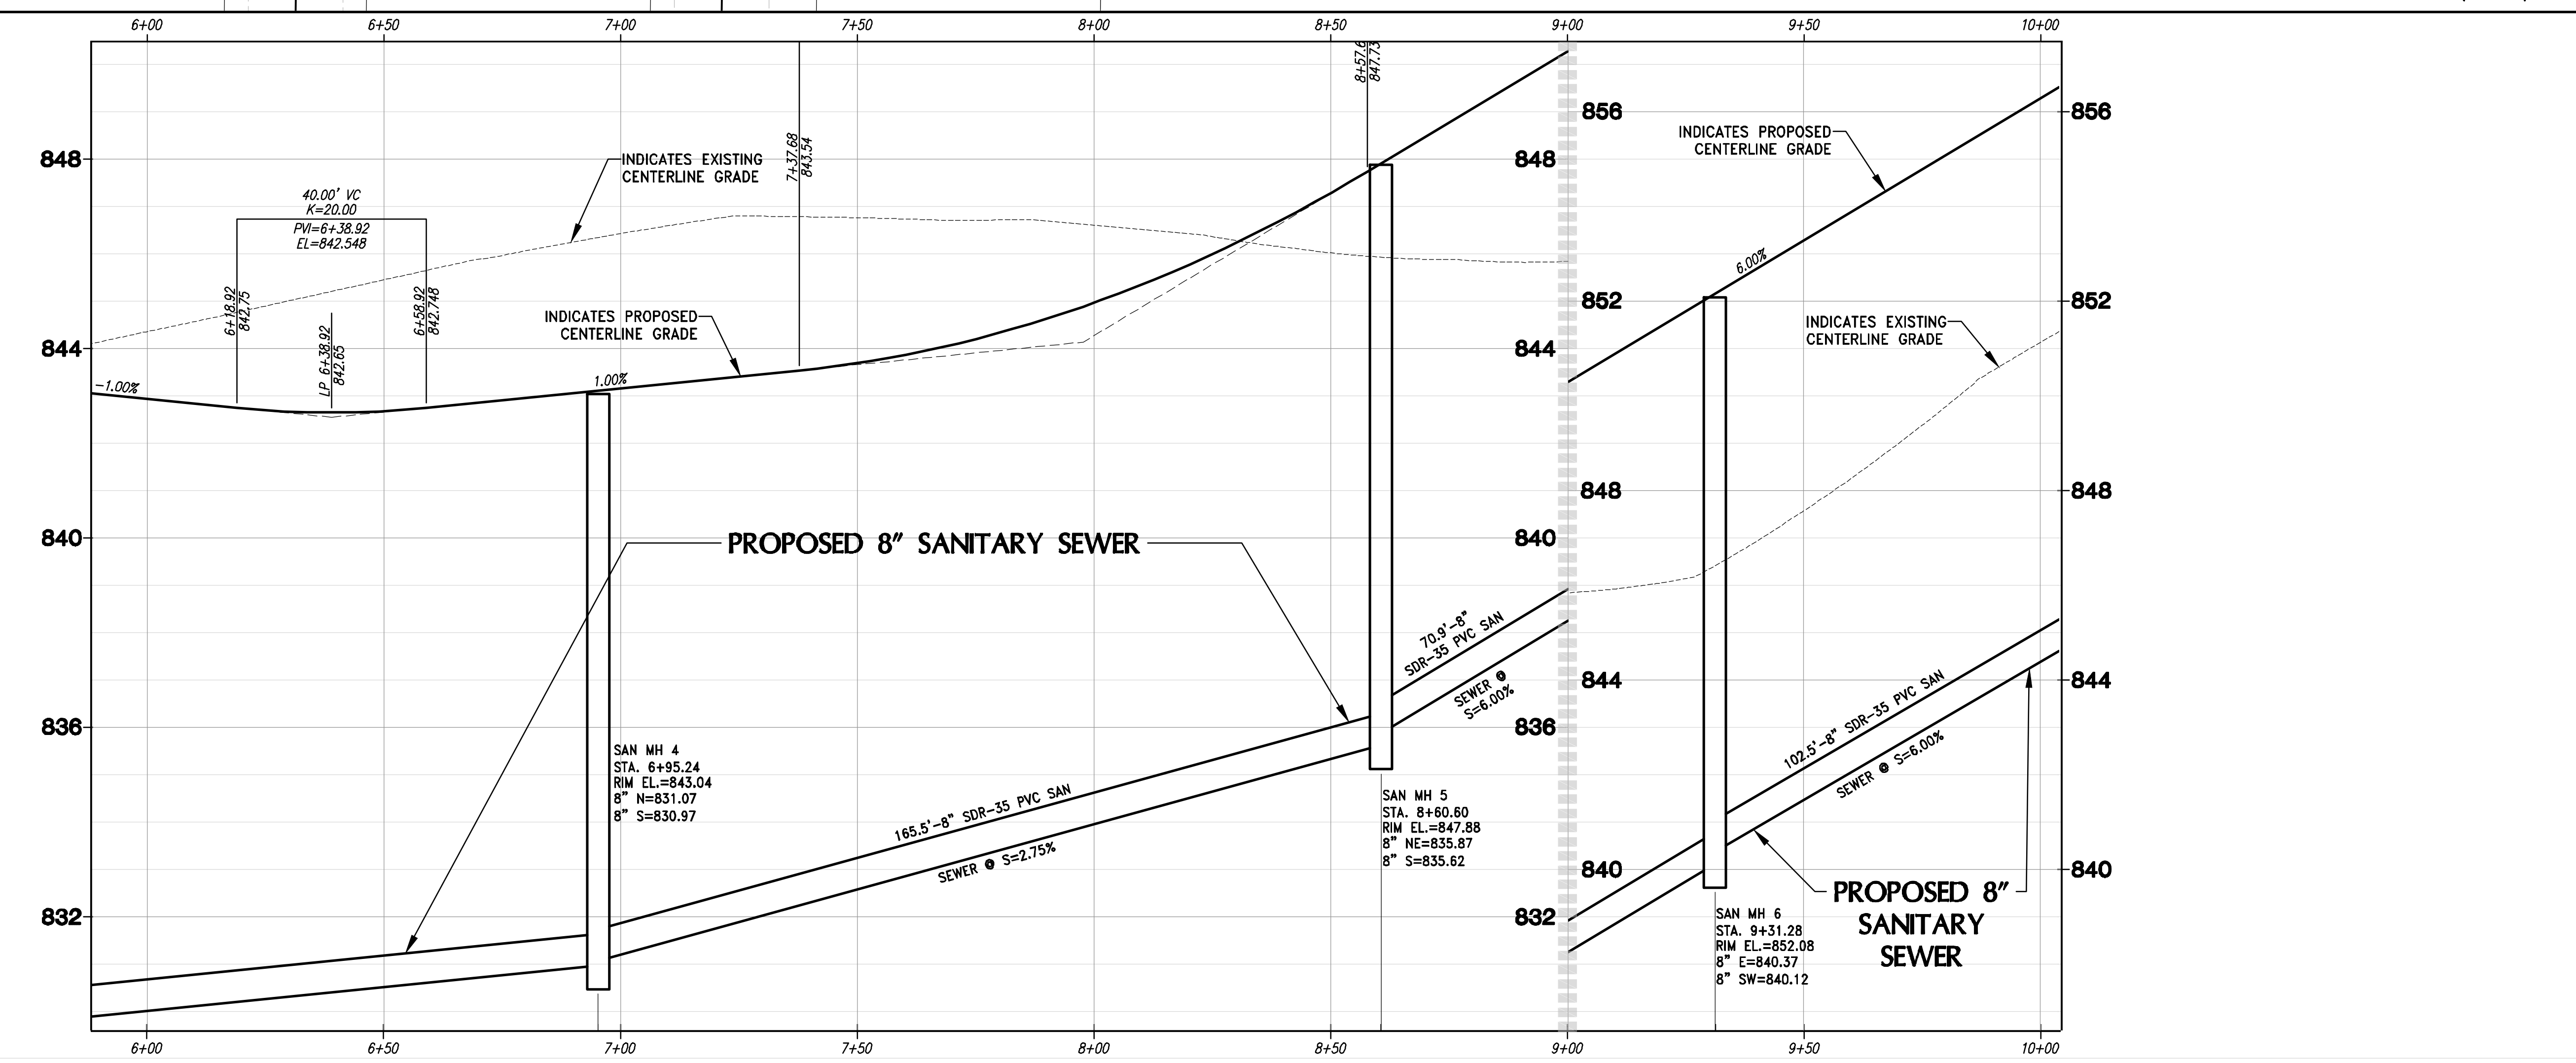 6+00 6+50 7+00 7+50 8+00 8+50 9+00 9+50 10+00
848
844
840
836
832
40.00' VC
K=20.00
PVI=6+38.92
EL=842.548
6+18.92
842.75
LP 6+38.92
842.65
6+58.92
842.748
-1.00%
1.00%
INDICATES EXISTING
CENTERLINE GRADE
INDICATES PROPOSED
CENTERLINE GRADE
7+37.68
843.54
8+57.6
847.73
PROPOSED 8" SANITARY SEWER
SAN MH 4
STA. 6+95.24
RIM EL.=843.04
8" N=831.07
8" S=830.97
165.5'-8" SDR-35 PVC SAN
SEWER @ S=2.75%
70.9'-8"
SDR-35 PVC SAN
SEWER @
S=6.00%
SAN MH 5
STA. 8+60.60
RIM EL.=847.88
8" NE=835.87
8" S=835.62
848
844
840
836
832
856
852
848
844
840
INDICATES PROPOSED
CENTERLINE GRADE
6.00%
INDICATES EXISTING
CENTERLINE GRADE
102.5'-8" SDR-35 PVC SAN
SEWER @ S=6.00%
PROPOSED 8"
SANITARY
SEWER
SAN MH 6
STA. 9+31.28
RIM EL.=852.08
8" E=840.37
8" SW=840.12
856
852
848
844
840
6+00 6+50 7+00 7+50 8+00 8+50 9+00 9+50 10+00